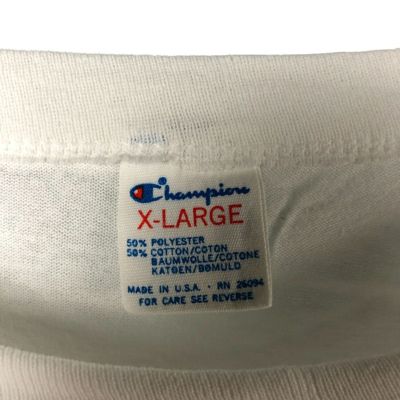 Champion
X-LARGE
50% POLYESTER
50% COTTON/COTON
BAUMWOLLE/COTONE
KATOEN/BOMULD
MADE IN U.S.A. • RN 26094
FOR CARE SEE REVERSE